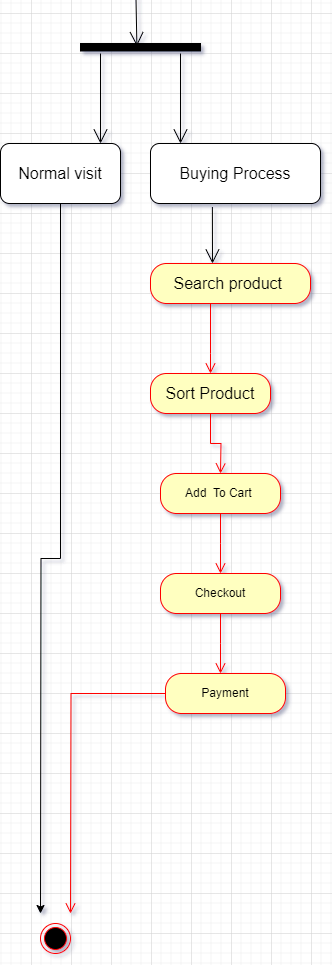 Normal visit
Buying Process
Search product
Sort Product
Add  To Cart
Checkout
Payment